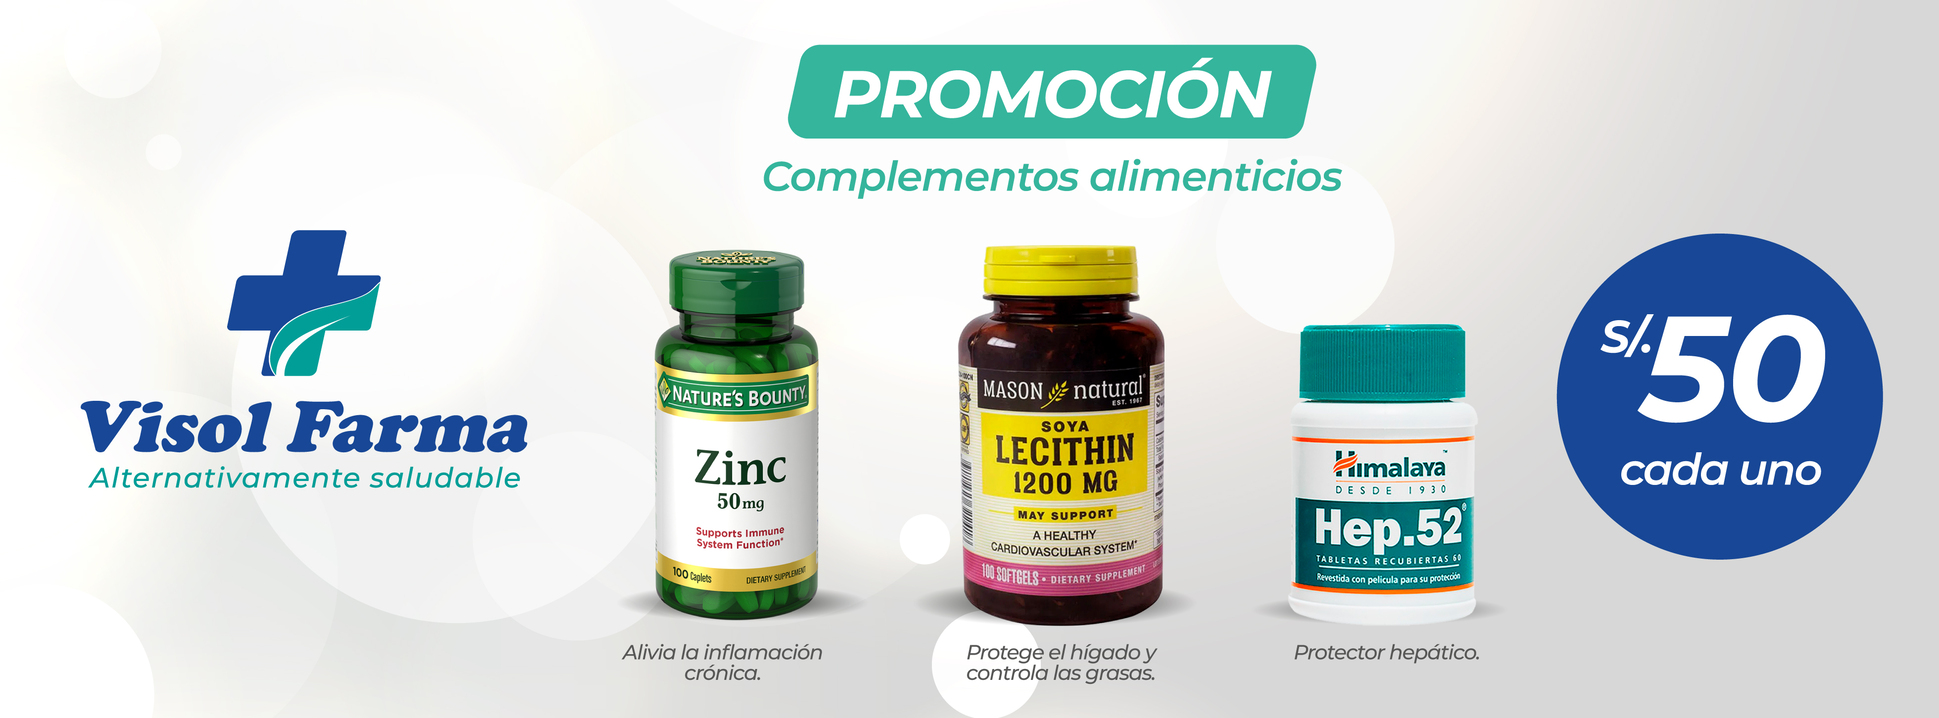 PROMOCIÓN
Complementos alimenticios
Visol Farma
Alternativamente saludable
NATURE'S BOUNTY
NATURE'S BOUNTY®
Zinc
50mg
Supports Immune
System Function*
100 Caplets
DIETARY SUPPLEMENT
Alivia la inflamación
crónica.
MASON natural®
EST. 1967
SOYA
LECITHIN
1200 MG
MAY SUPPORT
A HEALTHY
CARDIOVASCULAR SYSTEM*
100 SOFTGELS • DIETARY SUPPLEMENT
Protege el hígado y
controla las grasas.
Himalaya™
DESDE 1930
Hep.52®
TABLETAS RECUBIERTAS 60
Revestida con película para su protección
Protector hepático.
S/.50
cada uno